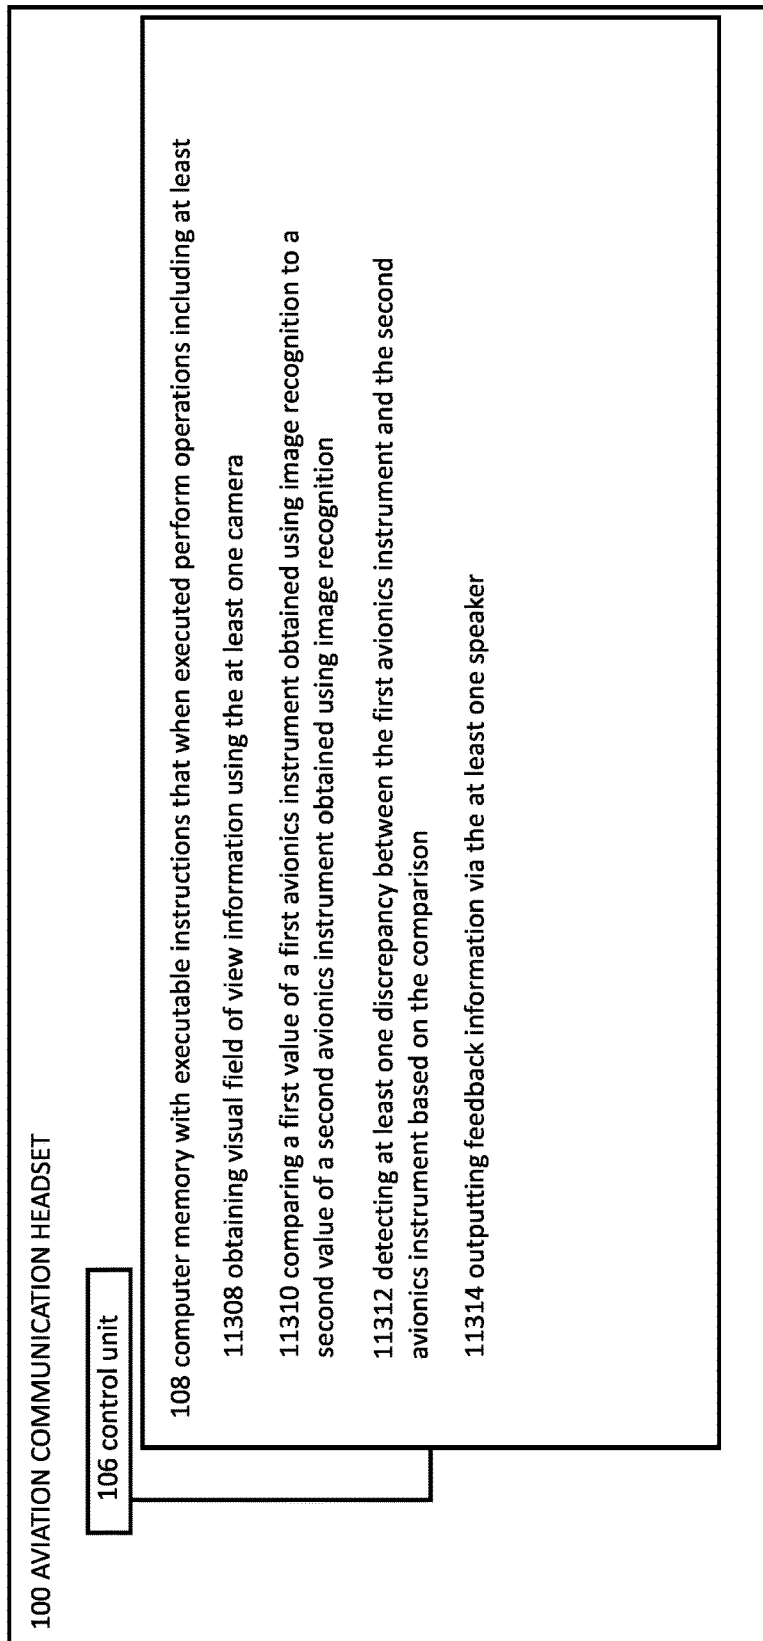 100 AVIATION COMMUNICATION HEADSET
106 control unit
108 computer memory with executable instructions that when executed perform operations including at least
11308 obtaining visual field of view information using the at least one camera
11310 comparing a first value of a first avionics instrument obtained using image recognition to a
second value of a second avionics instrument obtained using image recognition
11312 detecting at least one discrepancy between the first avionics instrument and the second
avionics instrument based on the comparison
11314 outputting feedback information via the at least one speaker